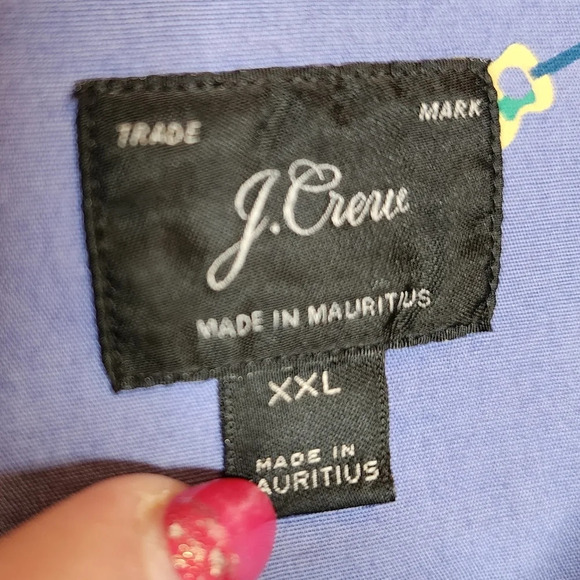 TRADE MARK
J.Crew
MADE IN MAURITIUS
XXL
MADE IN
AURITIUS